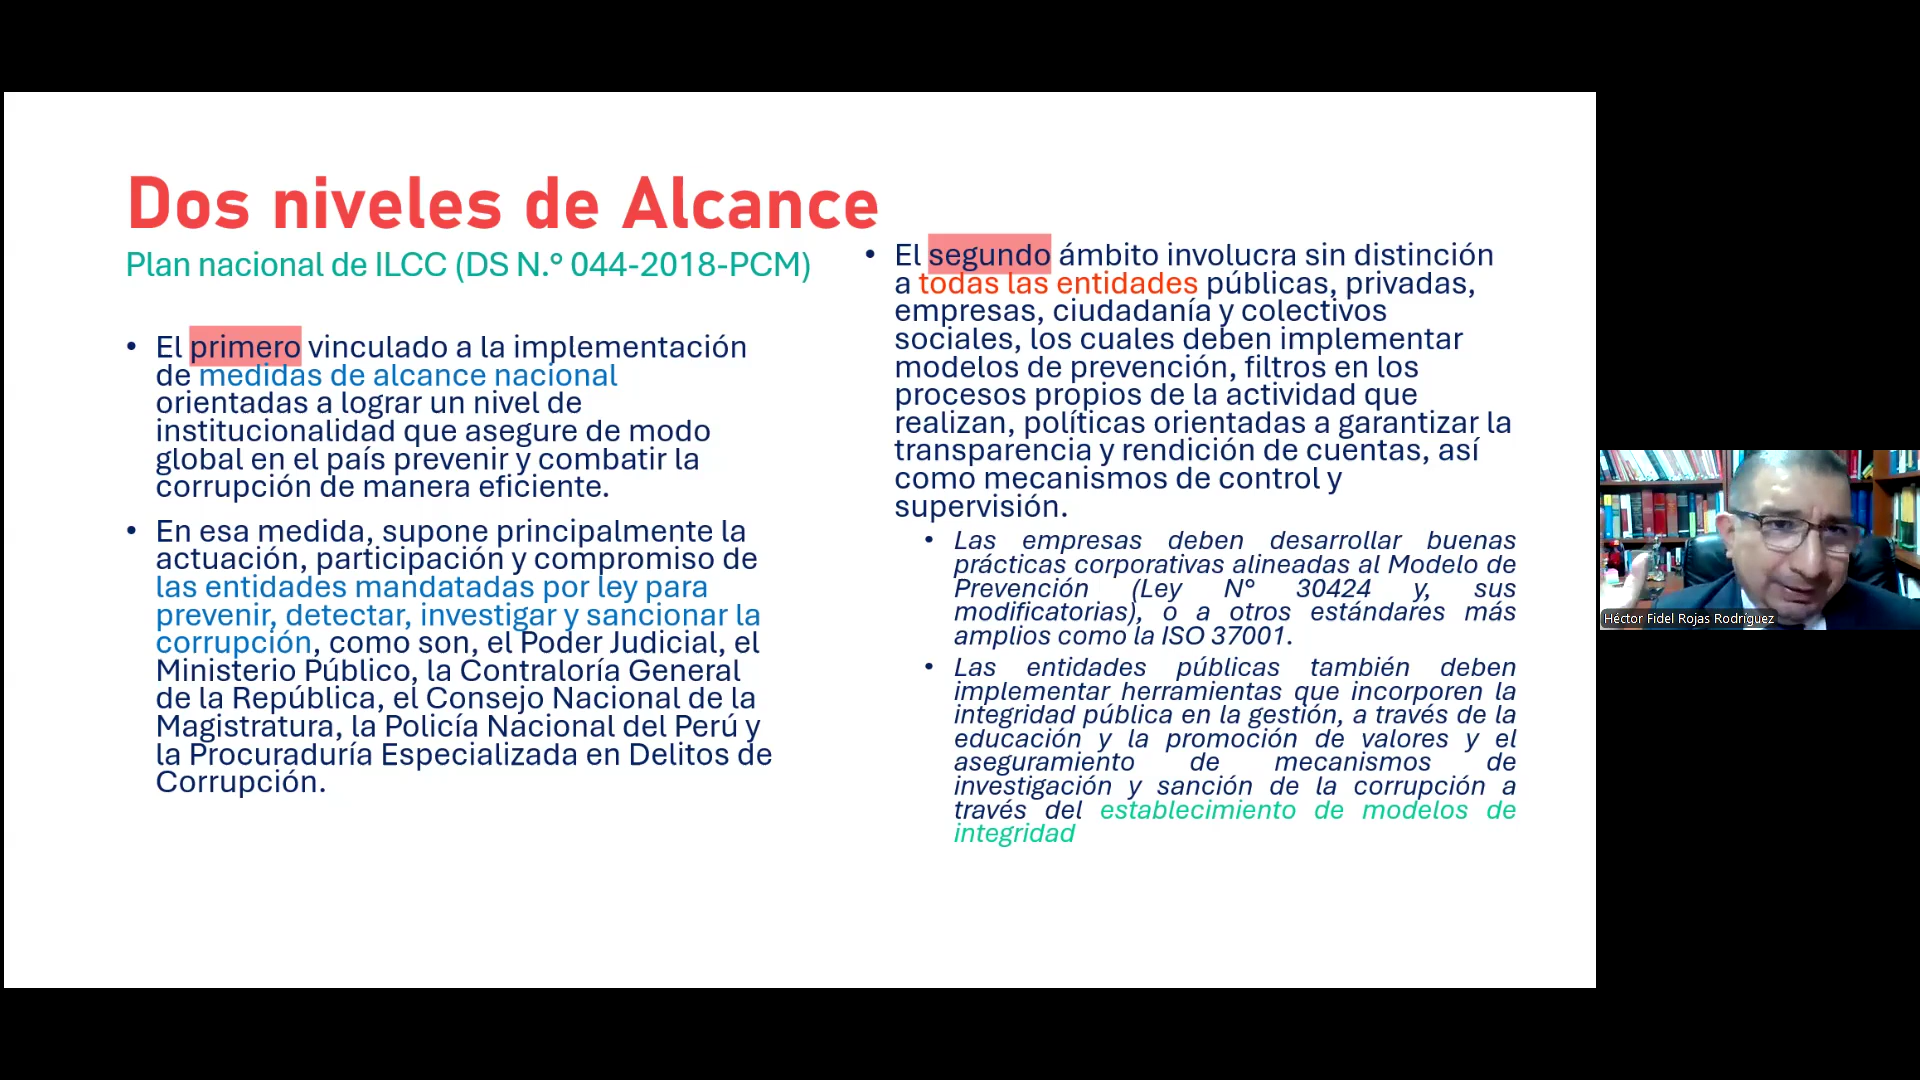 Dos niveles de Alcance
Plan nacional de ILCC (DS N.° 044-2018-PCM)
• El primero vinculado a la implementación
de medidas de alcance nacional
orientadas a lograr un nivel de
institucionalidad que asegure de modo
global en el país prevenir y combatir la
corrupción de manera eficiente.
• En esa medida, supone principalmente la
actuación, participación y compromiso de
las entidades mandatadas por ley para
prevenir, detectar, investigar y sancionar la
corrupción, como son, el Poder Judicial, el
Ministerio Público, la Contraloría General
de la República, el Consejo Nacional de la
Magistratura, la Policía Nacional del Perú y
la Procuraduría Especializada en Delitos de
Corrupción.
• El segundo ámbito involucra sin distinción
a todas las entidades públicas, privadas,
empresas, ciudadanía y colectivos
sociales, los cuales deben implementar
modelos de prevención, filtros en los
procesos propios de la actividad que
realizan, políticas orientadas a garantizar la
transparencia y rendición de cuentas, así
como mecanismos de control y
supervisión.
• Las empresas deben desarrollar buenas
prácticas corporativas alineadas al Modelo de
Prevención (Ley N° 30424 y, sus
modificatorias), o a otros estándares más
amplios como la ISO 37001.
• Las entidades públicas también deben
implementar herramientas que incorporen la
integridad pública en la gestión, a través de la
educación y la promoción de valores y el
aseguramiento de mecanismos de
investigación y sanción de la corrupción a
través del establecimiento de modelos de
integridad
Héctor Fidel Rojas Rodríguez